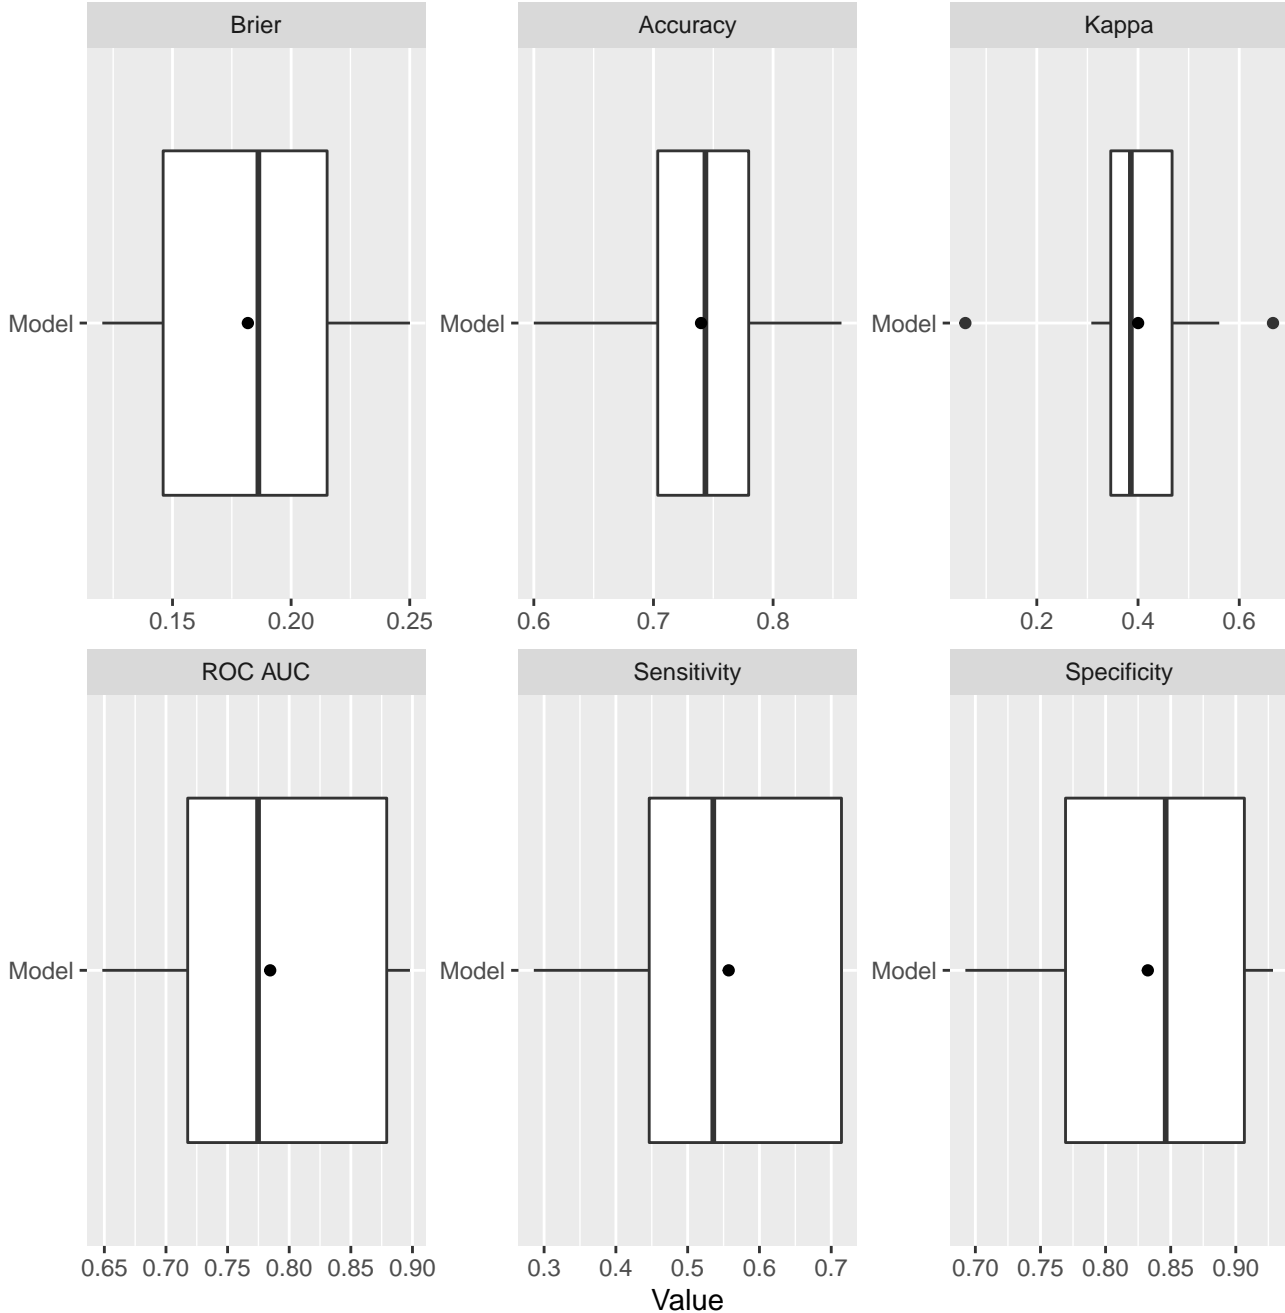 Brier Accuracy Kappa
Model Model Model
0.15 0.20 0.25 0.6 0.7 0.8 0.2 0.4 0.6
ROC AUC Sensitivity Specificity
Model Model Model
0.65 0.70 0.75 0.80 0.85 0.90 0.3 0.4 0.5 0.6 0.7 0.70 0.75 0.80 0.85 0.90
Value